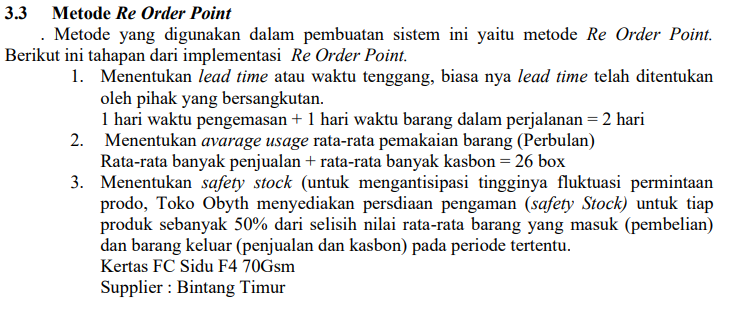 3.3 Metode Re Order Point
. Metode yang digunakan dalam pembuatan sistem ini yaitu metode Re Order Point.
Berikut ini tahapan dari implementasi Re Order Point.
1. Menentukan lead time atau waktu tenggang, biasa nya lead time telah ditentukan
oleh pihak yang bersangkutan.
1 hari waktu pengemasan + 1 hari waktu barang dalam perjalanan = 2 hari
2. Menentukan avarage usage rata-rata pemakaian barang (Perbulan)
Rata-rata banyak penjualan + rata-rata banyak kasbon = 26 box
3. Menentukan safety stock (untuk mengantisipasi tingginya fluktuasi permintaan
prodo, Toko Obyth menyediakan persdiaan pengaman (safety Stock) untuk tiap
produk sebanyak 50% dari selisih nilai rata-rata barang yang masuk (pembelian)
dan barang keluar (penjualan dan kasbon) pada periode tertentu.
Kertas FC Sidu F4 70Gsm
Supplier : Bintang Timur